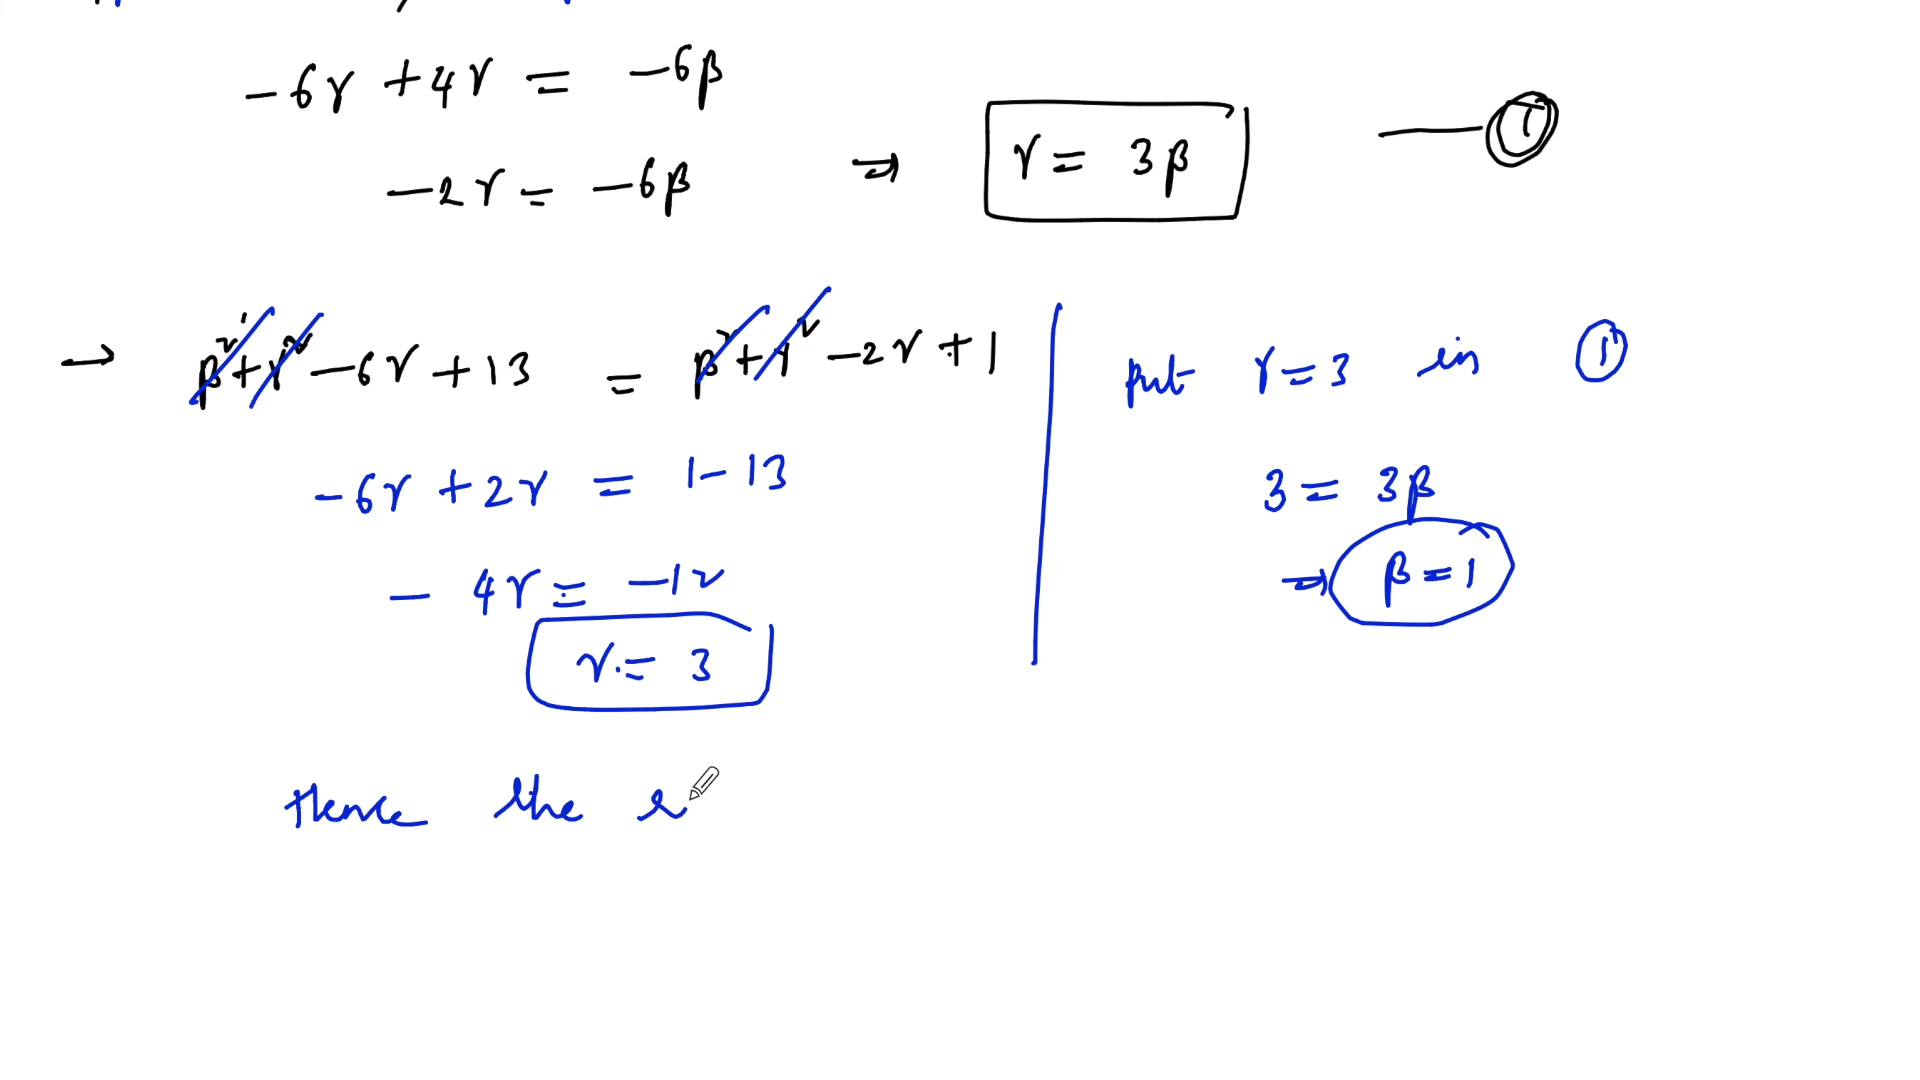 -6γ + 4γ = -6β
-2γ = -6β ⇒ γ = 3β — ①
→ β² + γ² - 6γ + 13 = β² + γ² - 2γ + 1
-6γ + 2γ = 1 - 13
- 4γ = -12
γ = 3
put γ = 3 in ①
3 = 3β
⇒ β = 1
Hence the